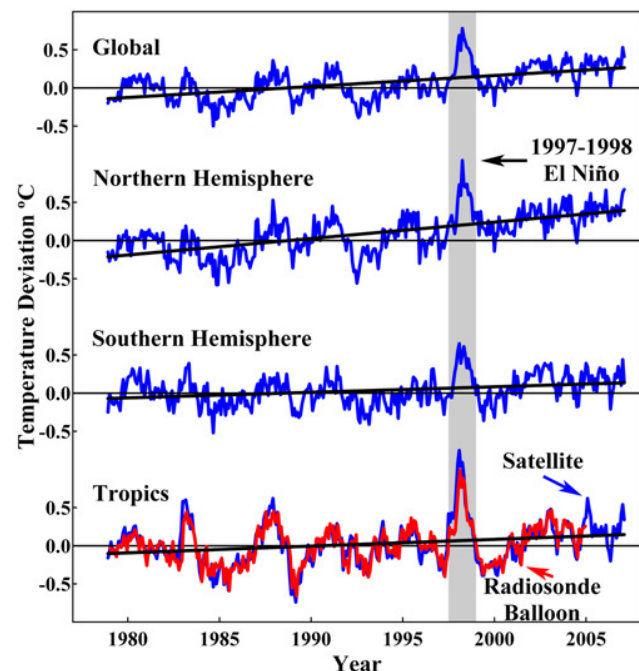 Global
0.5
0.0
-0.5
1997-1998
El Niño
Northern Hemisphere
0.5
0.0
-0.5
Temperature Deviation ºC
Southern Hemisphere
0.5
0.0
-0.5
Satellite
Tropics
0.5
0.0
-0.5
Radiosonde
Balloon
1980 1985 1990 1995 2000 2005
Year